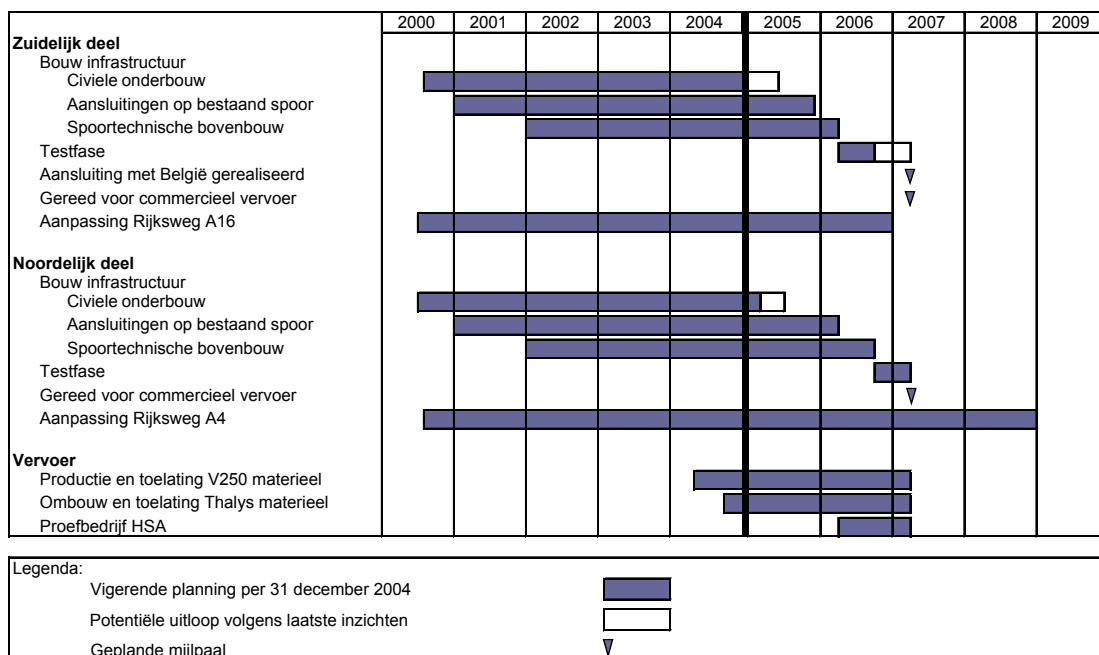 2000 2001 2002 2003 2004 2005 2006 2007 2008 2009
Zuidelijk deel
Bouw infrastructuur
Civiele onderbouw
Aansluitingen op bestaand spoor
Spoortechnische bovenbouw
Testfase
Aansluiting met België gerealiseerd
Gereed voor commercieel vervoer
Aanpassing Rijksweg A16
Noordelijk deel
Bouw infrastructuur
Civiele onderbouw
Aansluitingen op bestaand spoor
Spoortechnische bovenbouw
Testfase
Gereed voor commercieel vervoer
Aanpassing Rijksweg A4
Vervoer
Productie en toelating V250 materieel
Ombouw en toelating Thalys materieel
Proefbedrijf HSA
Legenda:
Vigerende planning per 31 december 2004
Potentiële uitloop volgens laatste inzichten
Geplande mijlpaal